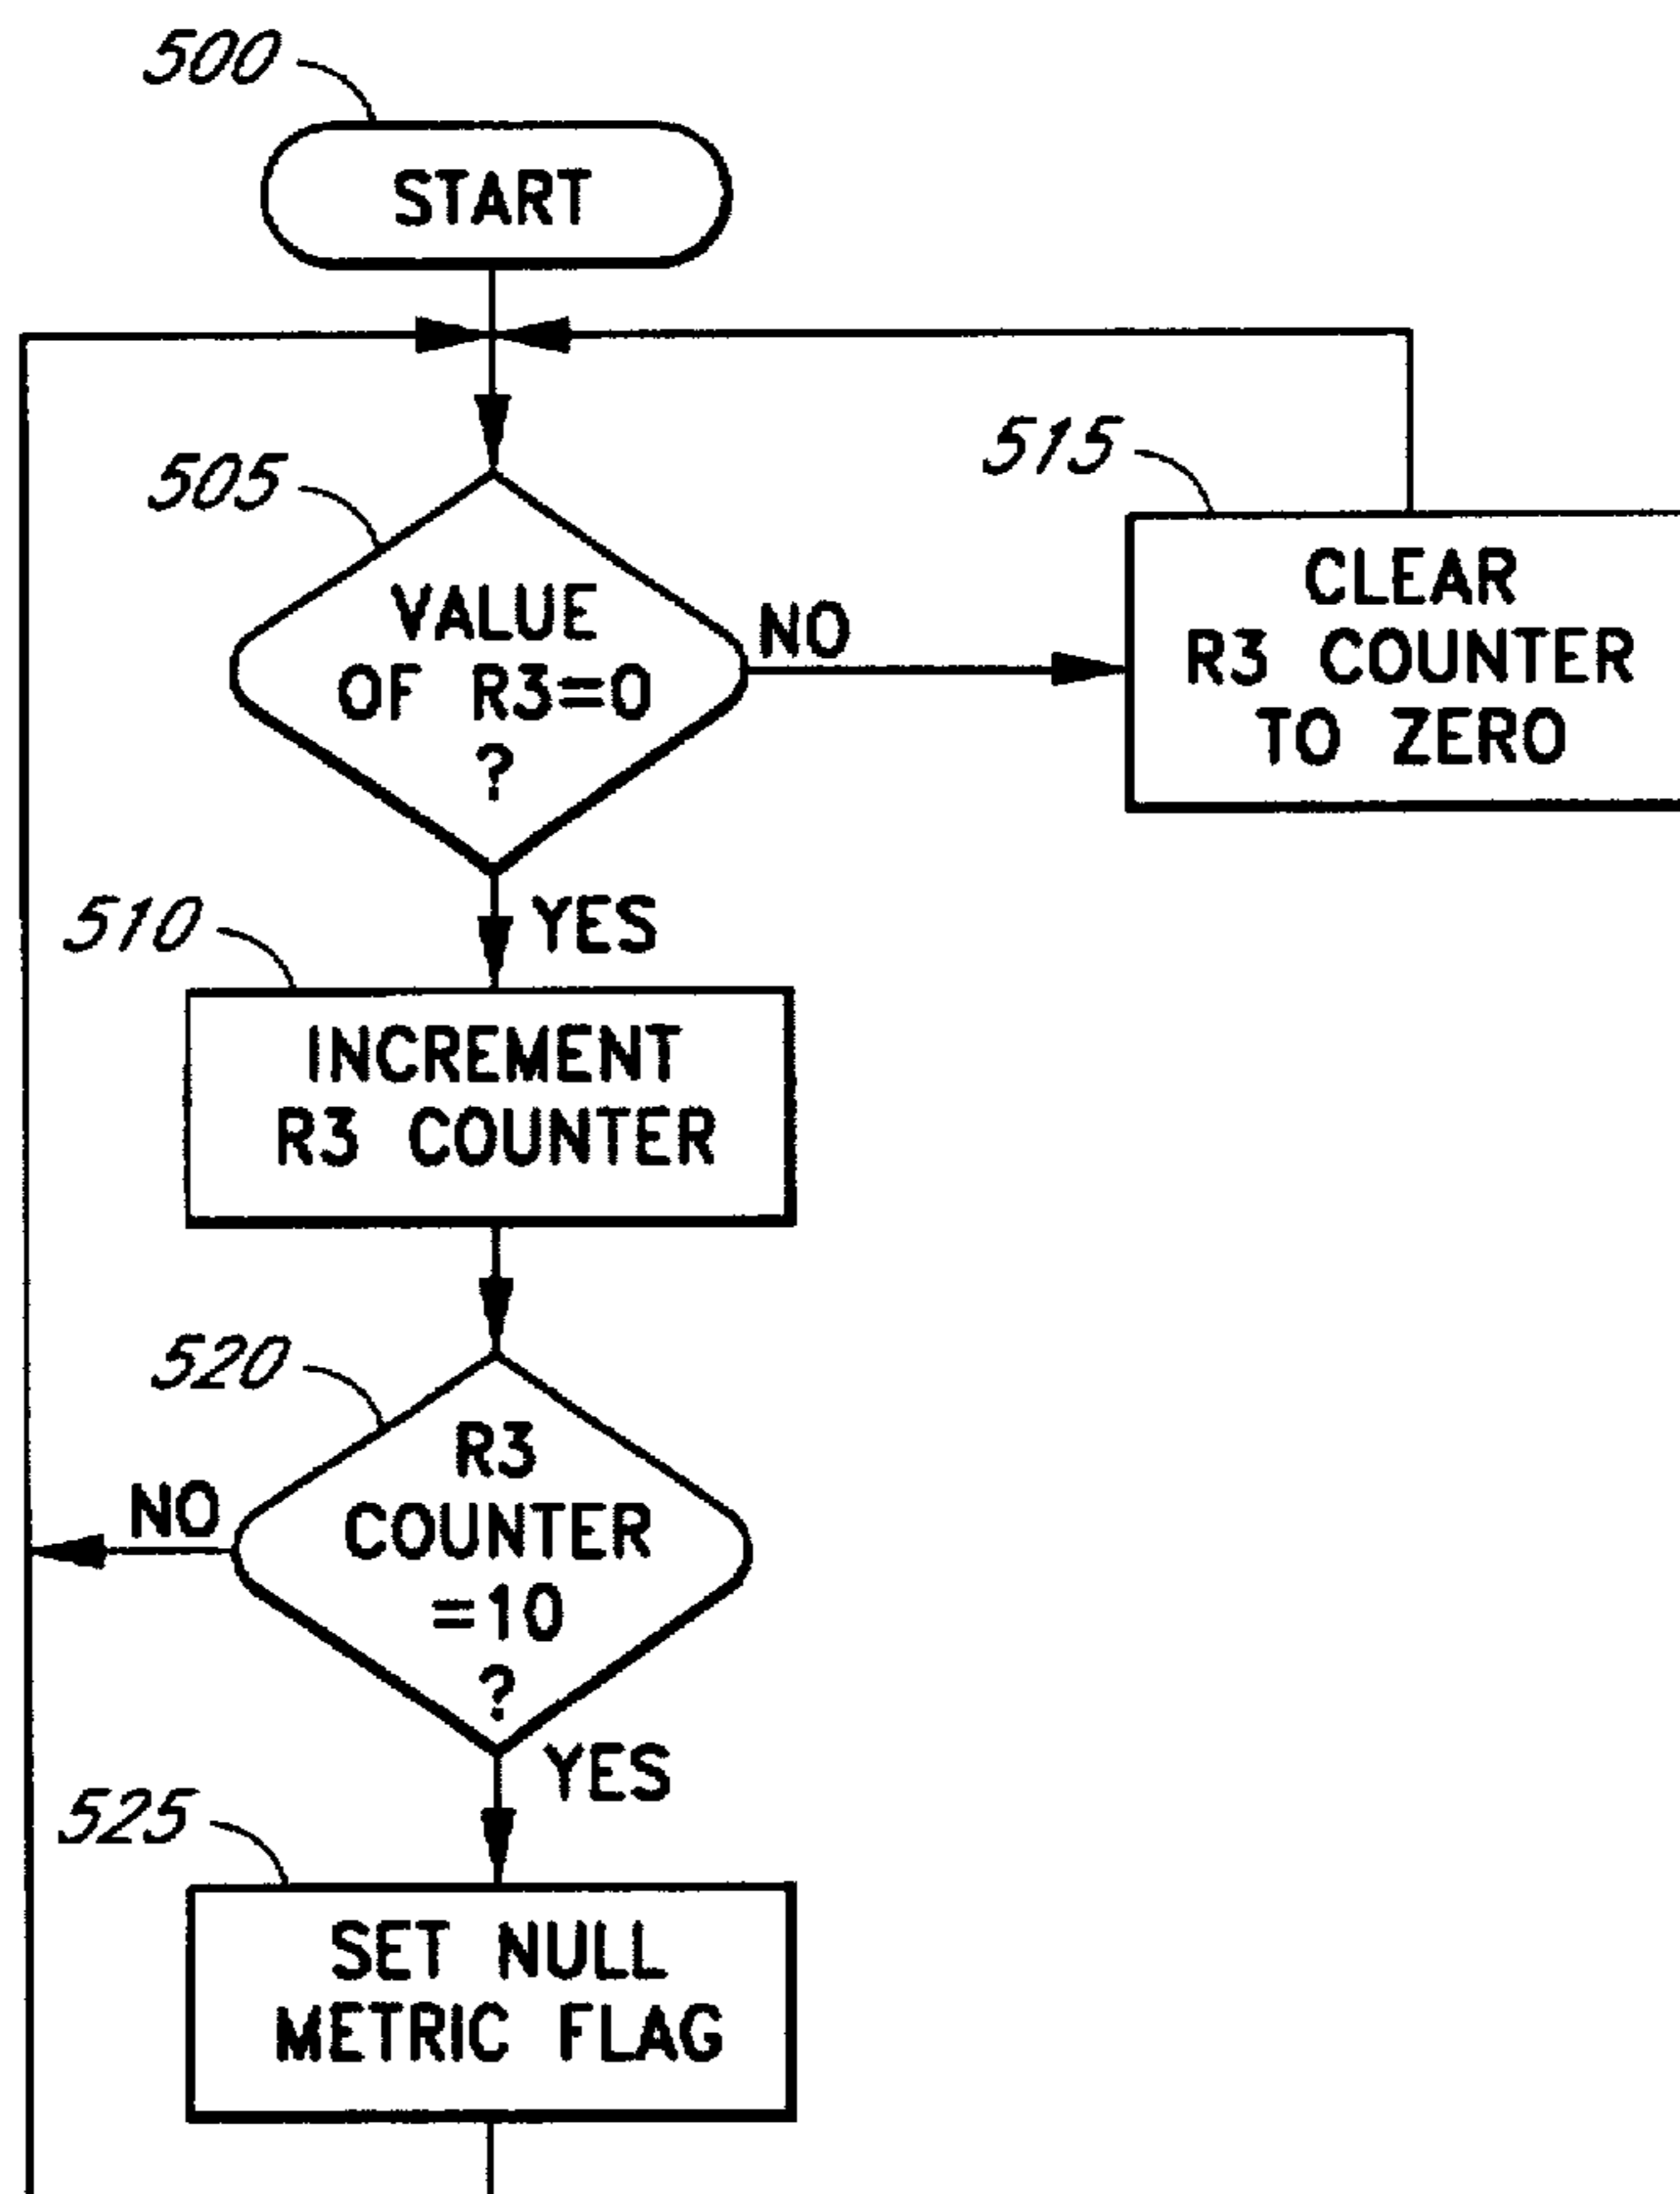 500
START
505
VALUE
OF R3=0
?
NO
515
CLEAR
R3 COUNTER
TO ZERO
YES
510
INCREMENT
R3 COUNTER
520
R3
COUNTER
=10
?
NO
YES
525
SET NULL
METRIC FLAG